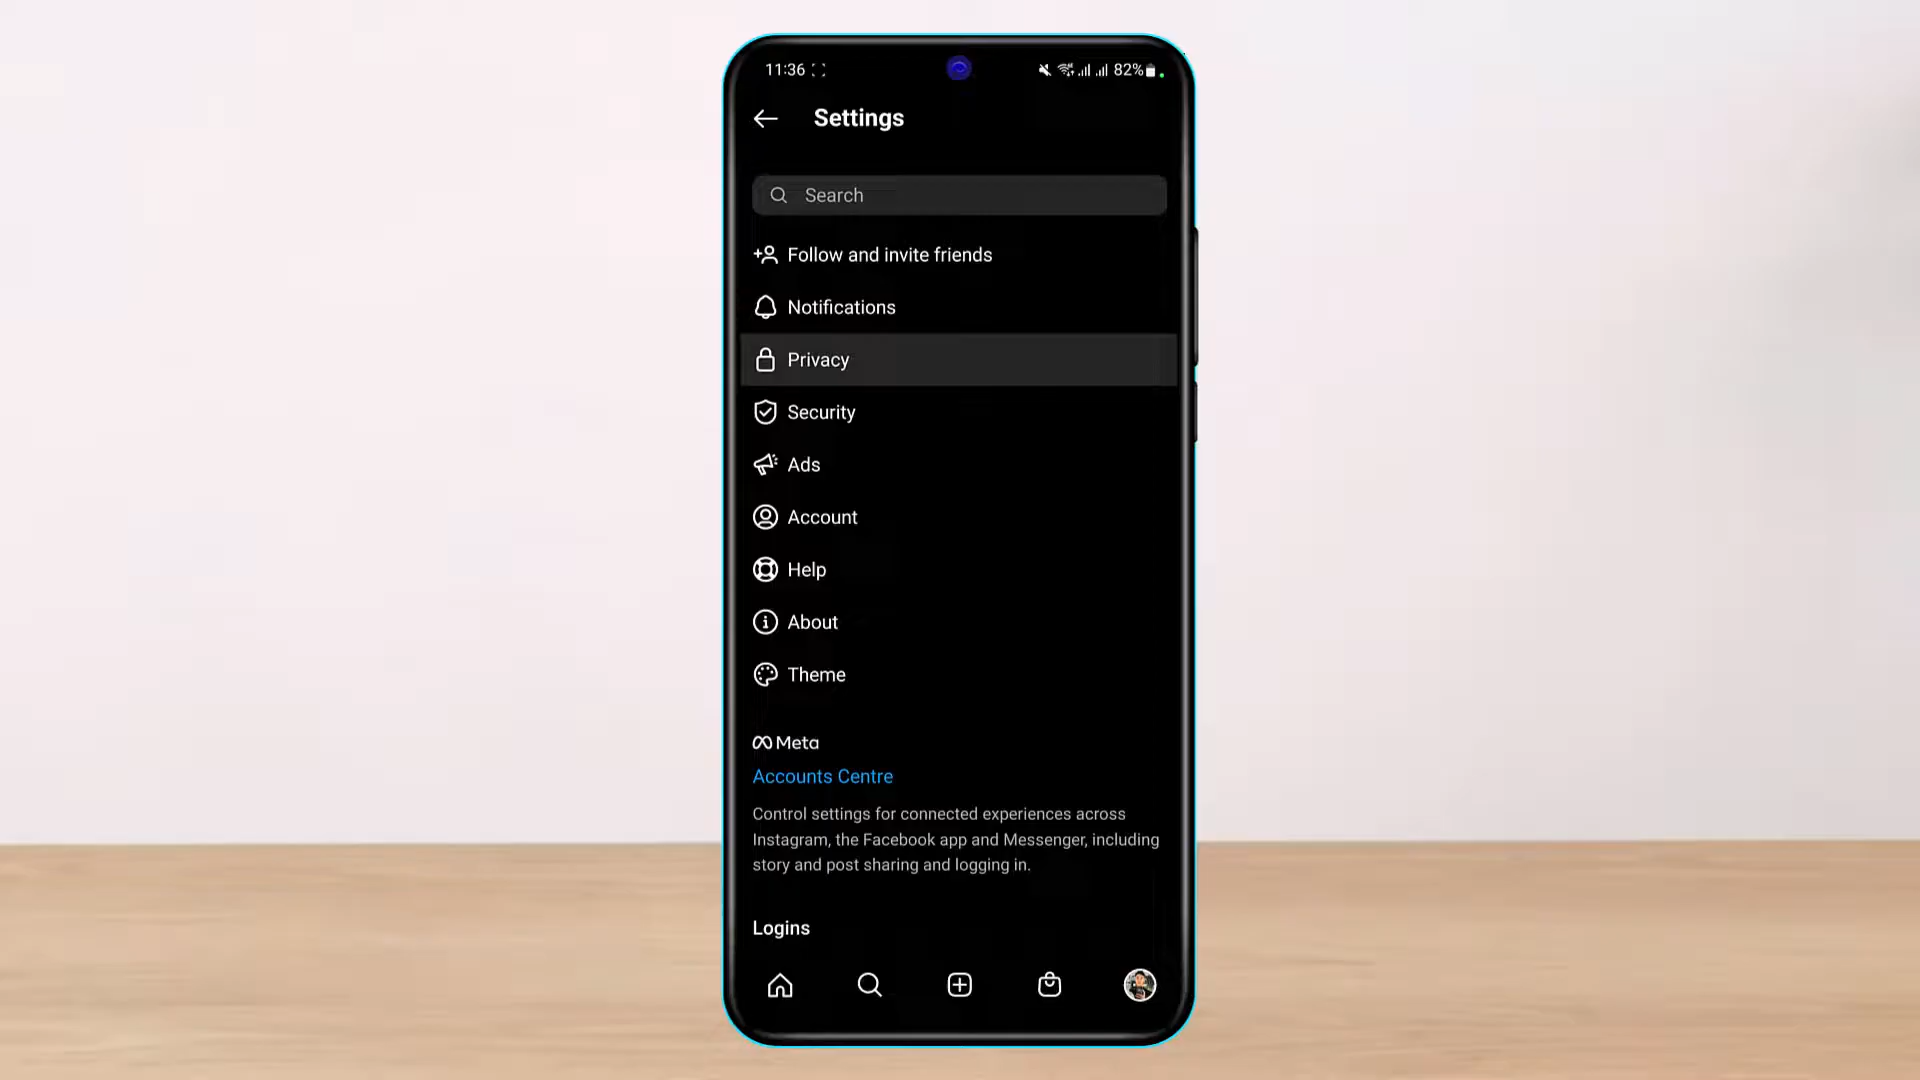 11:36
82%
Settings
Search
Follow and invite friends
Notifications
Privacy
Security
Ads
Account
Help
About
Theme
Meta
Accounts Centre
Control settings for connected experiences across
Instagram, the Facebook app and Messenger, including
story and post sharing and logging in.
Logins